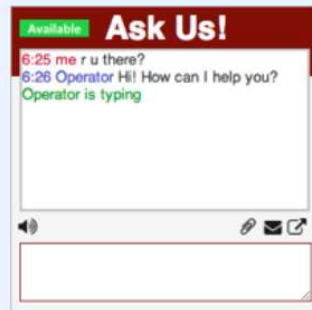 Available
Ask Us!
6:25 me r u there?
6:26 Operator Hi! How can I help you?
Operator is typing